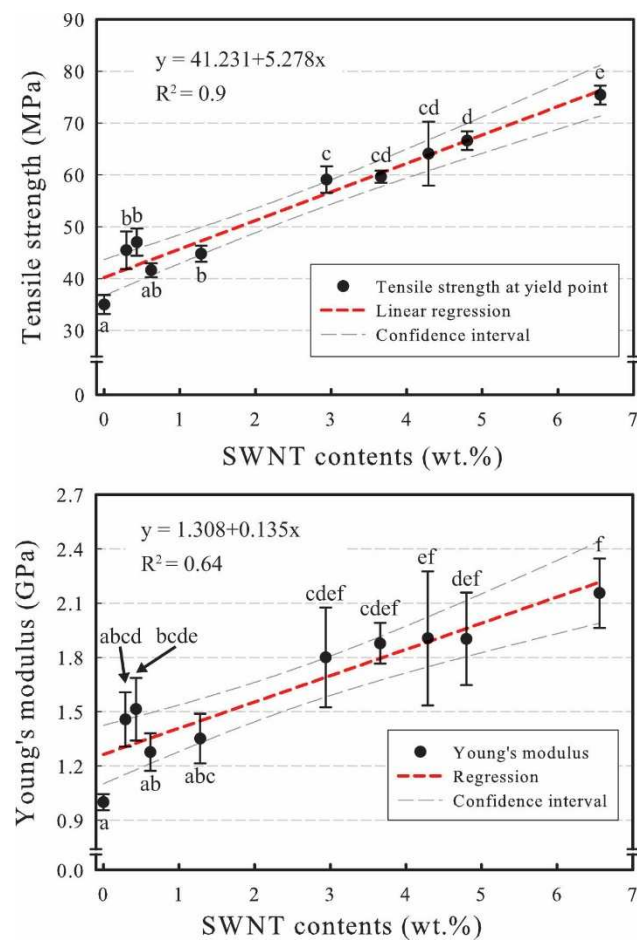 y = 41.231+5.278x
R² = 0.9
90
80
70
60
50
40
30
0
Tensile strength (MPa)
a
b
b
ab
b
c
cd
cd
d
e
Tensile strength at yield point
Linear regression
Confidence interval
0 1 2 3 4 5 6 7
SWNT contents (wt.%)
y = 1.308+0.135x
R² = 0.64
2.7
2.4
2.1
1.8
1.5
1.2
0.9
0.0
Young's modulus (GPa)
a
abcd
bcde
ab
abc
cdef
cdef
ef
def
f
Young's modulus
Regression
Confidence interval
0 1 2 3 4 5 6 7
SWNT contents (wt.%)